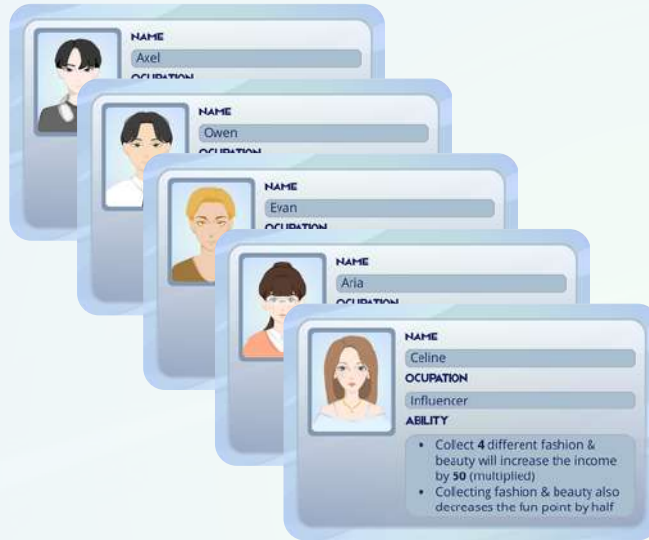 NAME
Axel
OCUPATION
NAME
Owen
OCUPATION
NAME
Evan
OCUPATION
NAME
Aria
OCUPATION
NAME
Celine
OCUPATION
Influencer
ABILITY
• Collect 4 different fashion &
beauty will increase the income
by 50 (multiplied)
• Collecting fashion & beauty also
decreases the fun point by half